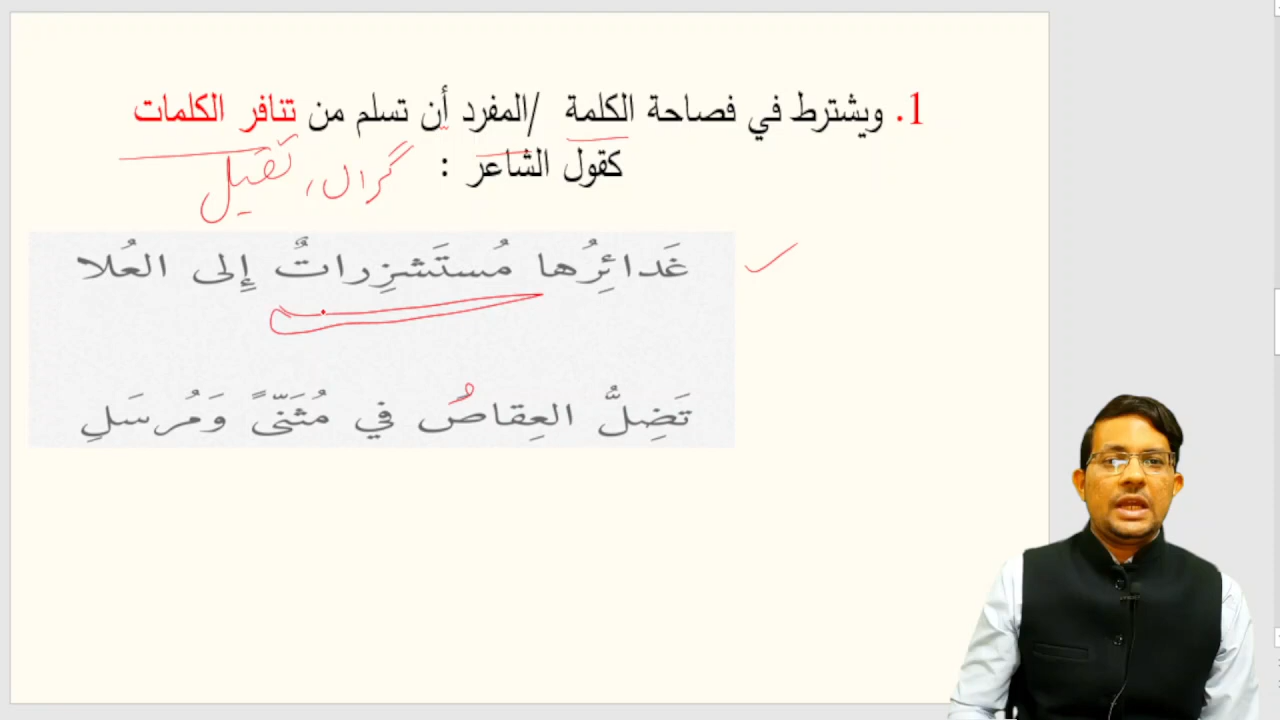 1. ويشترط في فصاحة الكلمة /المفرد أن تسلم من تنافر الكلمات
كقول الشاعر :
گراں، ثقیل
غَدائِرُها مُستَشزِراتٌ إِلى العُلا
تَضِلُّ العِقاصُ في مُثَنّىً وَمُرسَلِ